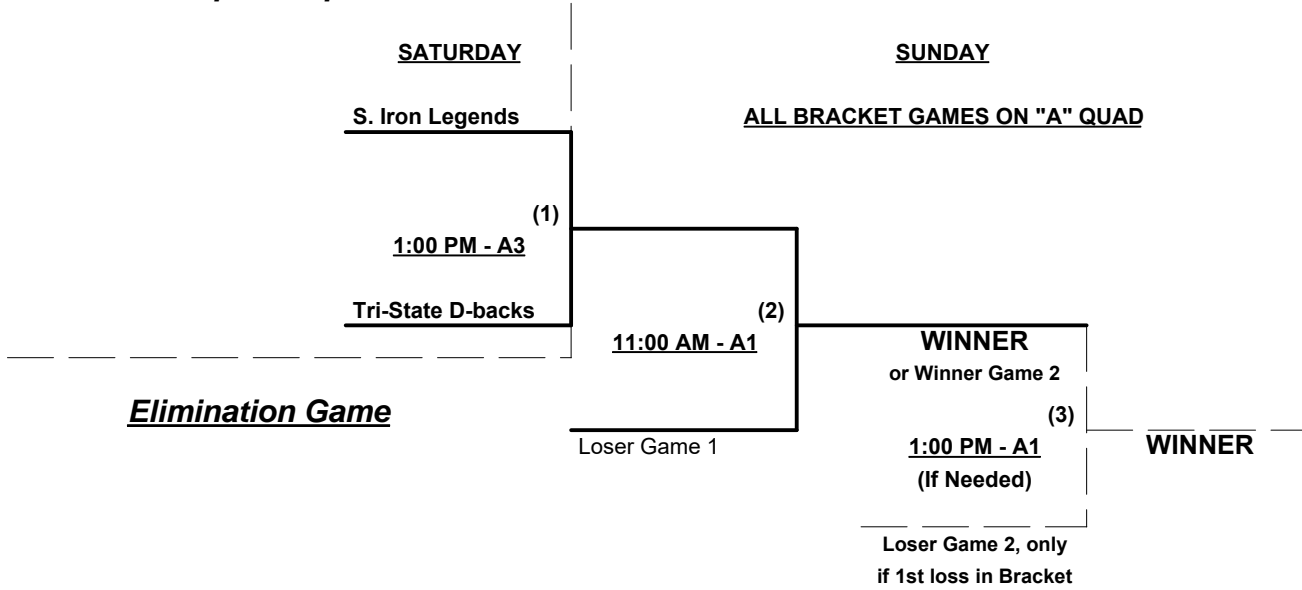 SATURDAY
SUNDAY
S. Iron Legends
ALL BRACKET GAMES ON "A" QUAD
(1)
1:00 PM - A3
Tri-State D-backs
(2)
11:00 AM - A1
WINNER
or Winner Game 2
Elimination Game
(3)
Loser Game 1
1:00 PM - A1
WINNER
(If Needed)
Loser Game 2, only
if 1st loss in Bracket